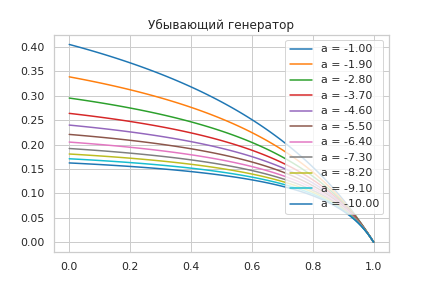 Убывающий генератор
0.40
0.35
0.30
0.25
0.20
0.15
0.10
0.05
0.00
0.0
0.2
0.4
0.6
0.8
1.0
a = -1.00
a = -1.90
a = -2.80
a = -3.70
a = -4.60
a = -5.50
a = -6.40
a = -7.30
a = -8.20
a = -9.10
a = -10.00